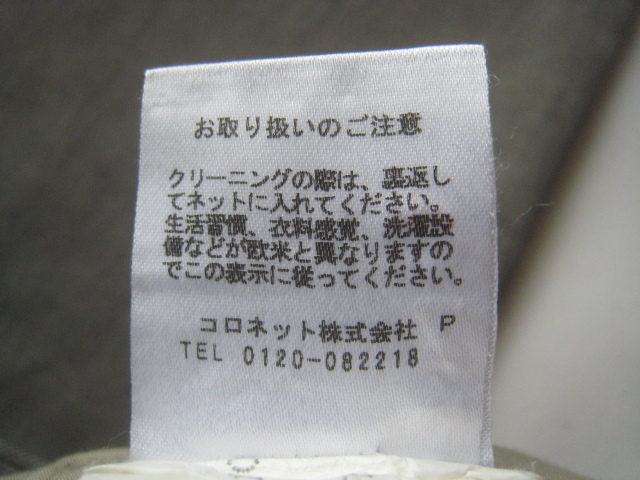 お取り扱いのご注意
クリーニングの際は、裏返し
てネットに入れてください。
生活習慣、衣料感覚、洗濯設
備などが欧米と異なりますの
でこの表示に従ってください。
コロネット株式会社 P
TEL 0120-082218